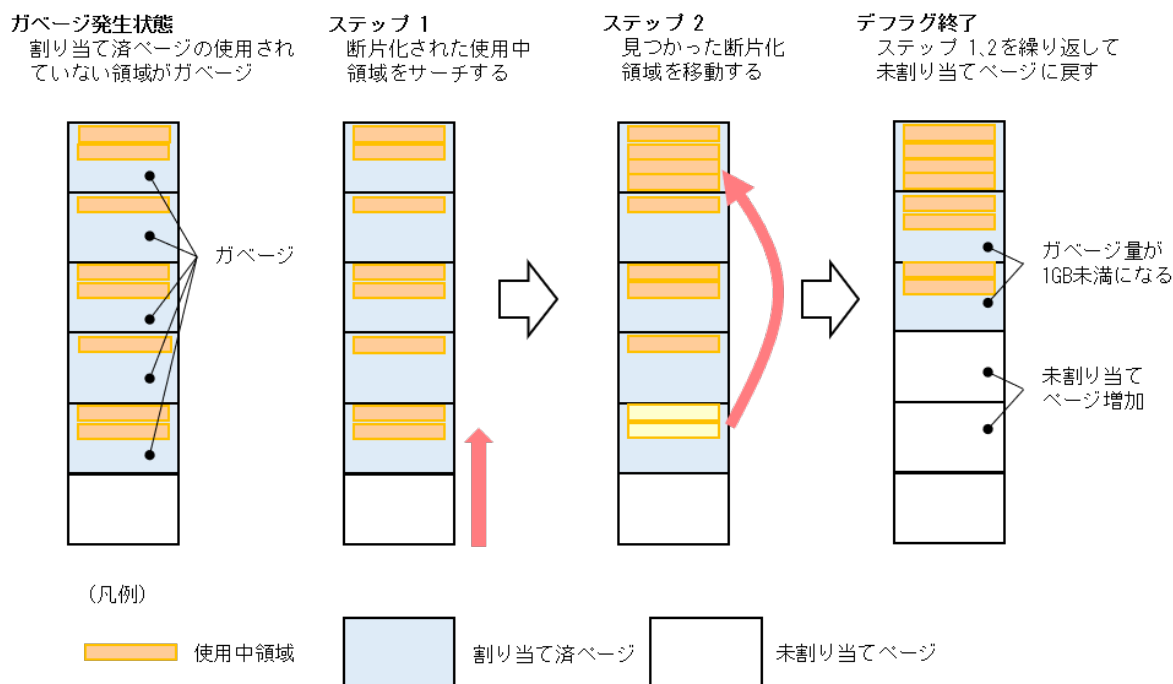 ガベージ発生状態
割り当て済ページの使用され
ていない領域がガベージ
ステップ 1
断片化された使用中
領域をサーチする
ステップ 2
見つかった断片化
領域を移動する
デフラグ終了
ステップ 1,2を繰り返して
未割り当てページに戻す
ガベージ
ガベージ量が
1GB未満になる
未割り当て
ページ増加
(凡例)
使用中領域
割り当て済ページ
未割り当てページ